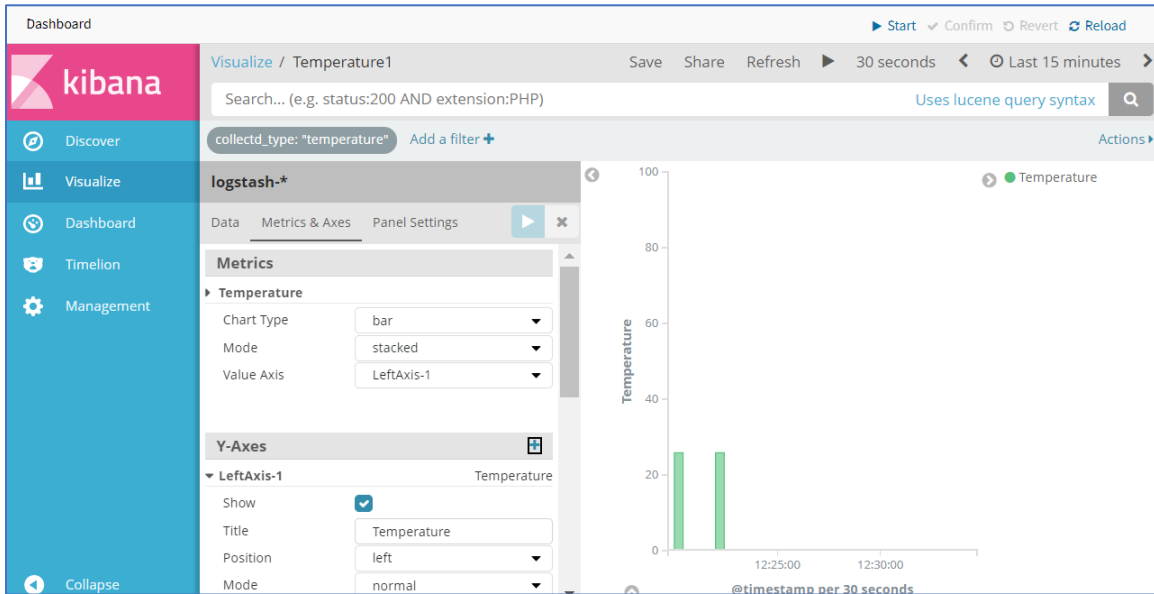 Dashboard
Start Confirm Revert Reload
kibana
Discover
Visualize
Dashboard
Timelion
Management
Collapse
Visualize / Temperature1
Save Share Refresh 30 seconds Last 15 minutes
Search... (e.g. status:200 AND extension:PHP)
Uses lucene query syntax
collectd_type: "temperature"
Add a filter
Actions
logstash-*
Data Metrics & Axes Panel Settings
Metrics
Temperature
Chart Type bar
Mode stacked
Value Axis LeftAxis-1
Y-Axes
LeftAxis-1 Temperature
Show
Title Temperature
Position left
Mode normal
Temperature
100
80
60
40
20
0
Temperature
12:25:00 12:30:00
@timestamp per 30 seconds